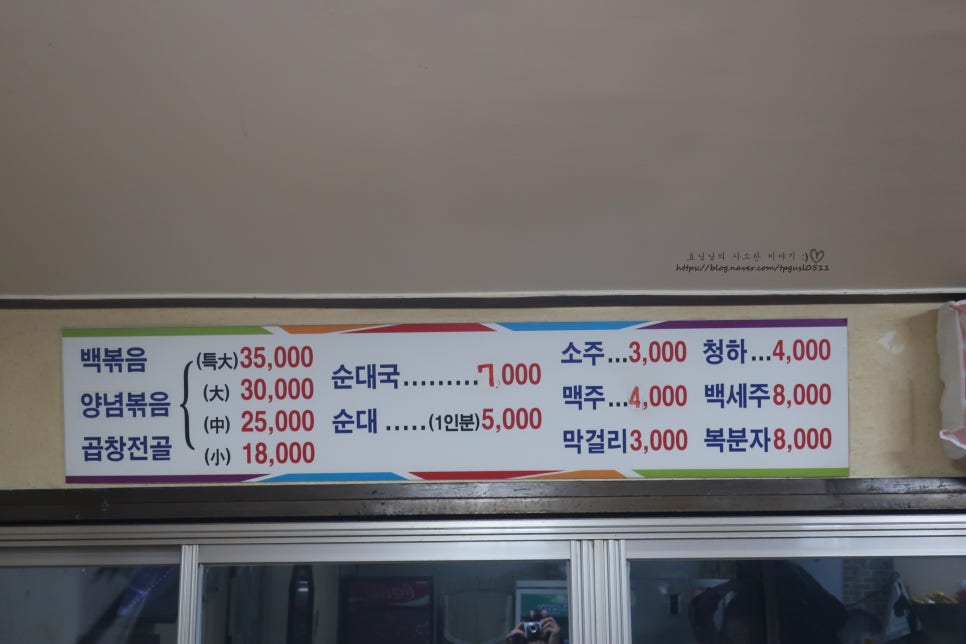 효닝닝의 시소한 이야기 :)♡
https://blog.naver.com/tpgusl0511
백볶음
양념볶음
곱창전골
(특大) 35,000
(大) 30,000
(中) 25,000
(小) 18,000
순대국.........7,000
순대.....(1인분)5,000
소주...3,000
맥주...4,000
막걸리3,000
청하...4,000
백세주8,000
복분자8,000